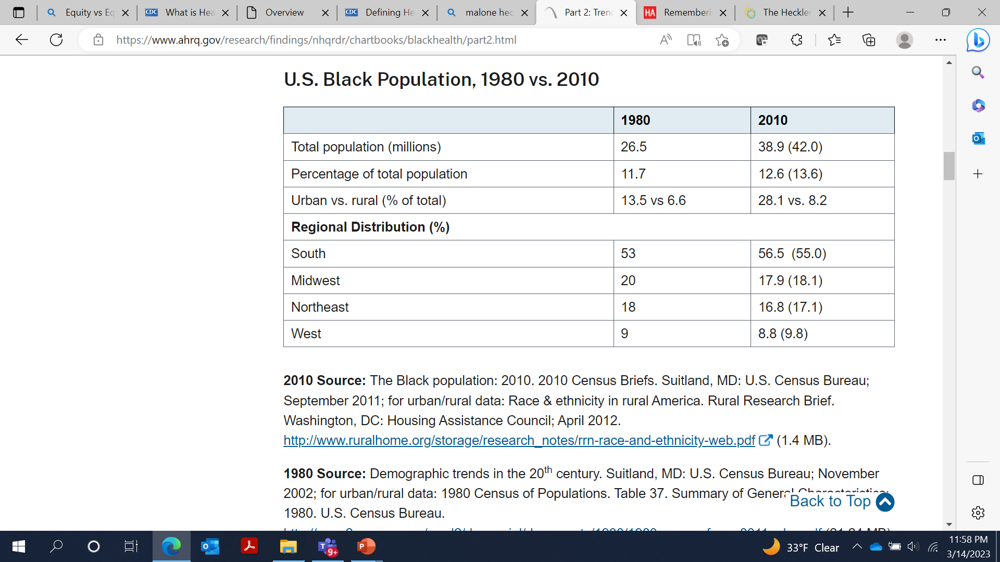 Equity vs Eq
What is Hea
Overview
Defining He
malone hec
Part 2: Tren
Rememberi
The Heckler
https://www.ahrq.gov/research/findings/nhqrdr/chartbooks/blackhealth/part2.html
U.S. Black Population, 1980 vs. 2010
1980 2010
Total population (millions) 26.5 38.9 (42.0)
Percentage of total population 11.7 12.6 (13.6)
Urban vs. rural (% of total) 13.5 vs 6.6 28.1 vs. 8.2
Regional Distribution (%)
South 53 56.5 (55.0)
Midwest 20 17.9 (18.1)
Northeast 18 16.8 (17.1)
West 9 8.8 (9.8)
2010 Source: The Black population: 2010. 2010 Census Briefs. Suitland, MD: U.S. Census Bureau;
September 2011; for urban/rural data: Race & ethnicity in rural America. Rural Research Brief.
Washington, DC: Housing Assistance Council; April 2012.
http://www.ruralhome.org/storage/research_notes/rrn-race-and-ethnicity-web.pdf (1.4 MB).
1980 Source: Demographic trends in the 20th century. Suitland, MD: U.S. Census Bureau; November
2002; for urban/rural data: 1980 Census of Populations. Table 37. Summary of General Characteristics:
1980. U.S. Census Bureau.
Back to Top
33°F Clear
11:58 PM
3/14/2023